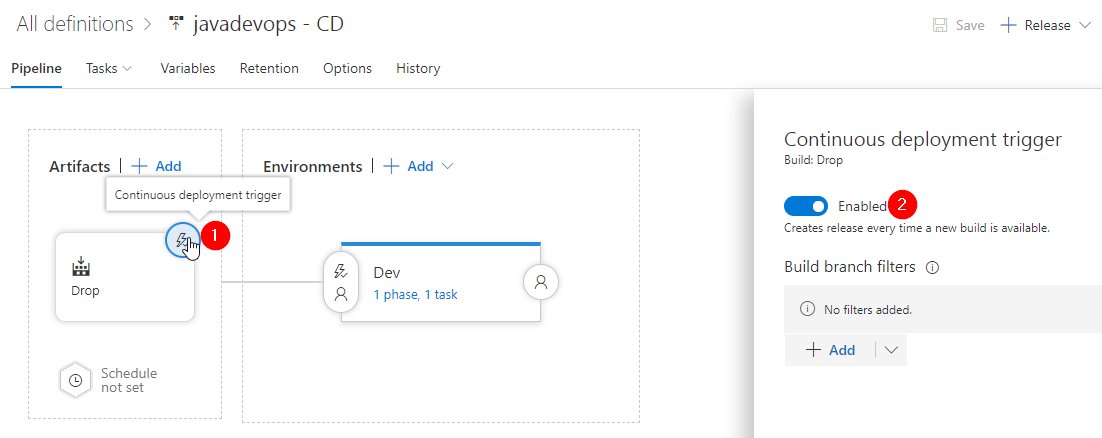 All definitions > javadevops - CD
Save
Release
Pipeline
Tasks
Variables
Retention
Options
History
Artifacts | + Add
Environments | + Add
Continuous deployment trigger
1
Drop
Schedule
not set
Dev
1 phase, 1 task
Continuous deployment trigger
Build: Drop
Enabled
2
Creates release every time a new build is available.
Build branch filters
No filters added.
+ Add